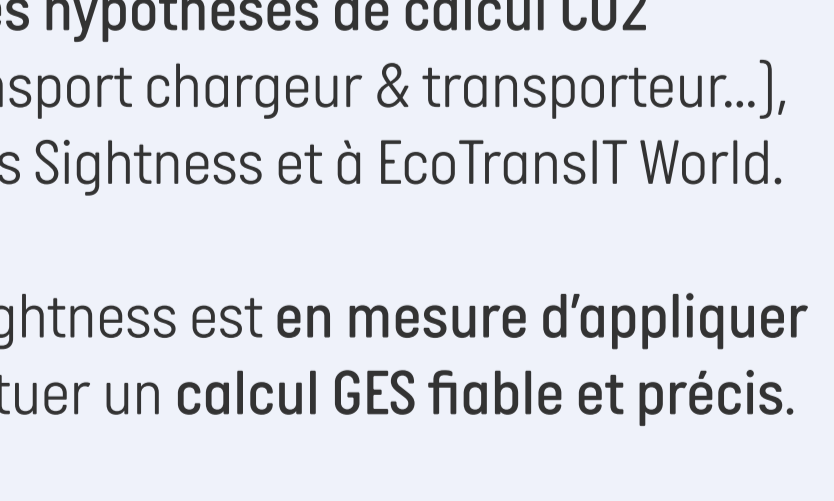 es hypothèses de calcul CO2
nsport chargeur & transporteur...),
s Sightness et à EcoTransIT World.
ghtness est en mesure d'appliquer
tuer un calcul GES fiable et précis.